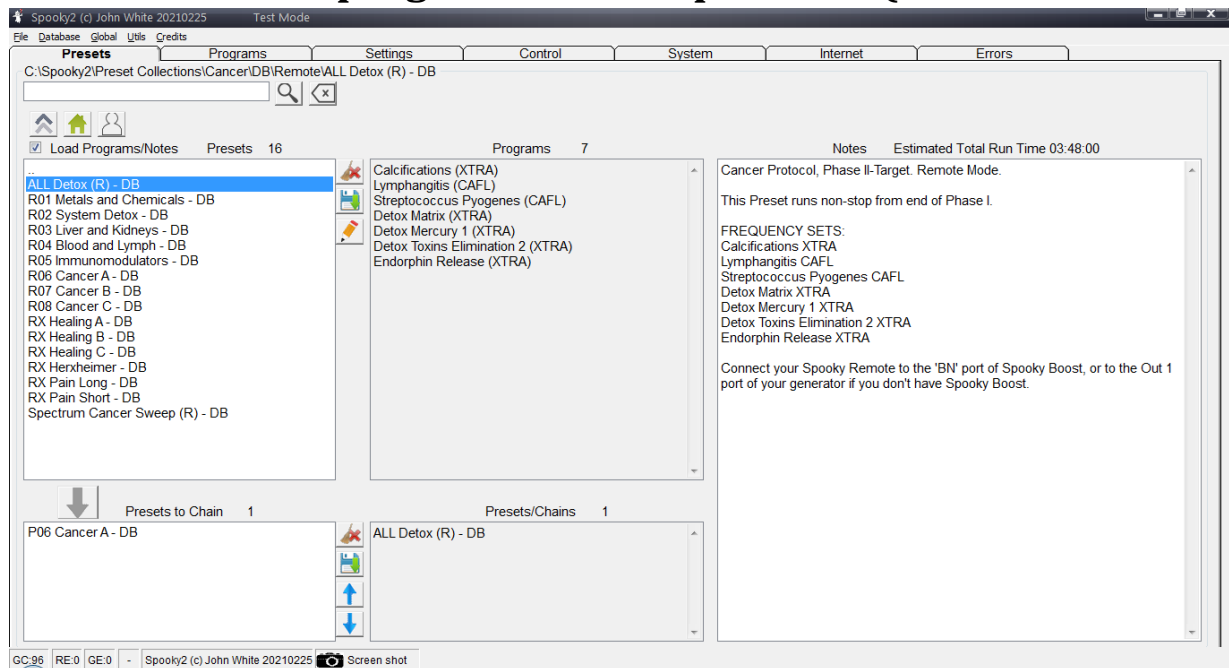 Spooky2 (c) John White 20210225 Test Mode
File Database Global Utils Credits
Presets Programs Settings Control System Internet Errors
C:\Spooky2\Preset Collections\Cancer\DB\Remote\ALL Detox (R) - DB
Load Programs/Notes Presets 16
..
ALL Detox (R) - DB
R01 Metals and Chemicals - DB
R02 System Detox - DB
R03 Liver and Kidneys - DB
R04 Blood and Lymph - DB
R05 Immunomodulators - DB
R06 Cancer A - DB
R07 Cancer B - DB
R08 Cancer C - DB
RX Healing A - DB
RX Healing B - DB
RX Healing C - DB
RX Herxheimer - DB
RX Pain Long - DB
RX Pain Short - DB
Spectrum Cancer Sweep (R) - DB
Programs 7
Calcifications (XTRA)
Lymphangitis (CAFL)
Streptococcus Pyogenes (CAFL)
Detox Matrix (XTRA)
Detox Mercury 1 (XTRA)
Detox Toxins Elimination 2 (XTRA)
Endorphin Release (XTRA)
Notes Estimated Total Run Time 03:48:00
Cancer Protocol, Phase II-Target. Remote Mode.
This Preset runs non-stop from end of Phase I.
FREQUENCY SETS:
Calcifications XTRA
Lymphangitis CAFL
Streptococcus Pyogenes CAFL
Detox Matrix XTRA
Detox Mercury 1 XTRA
Detox Toxins Elimination 2 XTRA
Endorphin Release XTRA
Connect your Spooky Remote to the 'BN' port of Spooky Boost, or to the Out 1
port of your generator if you don't have Spooky Boost.
Presets to Chain 1
P06 Cancer A - DB
Presets/Chains 1
ALL Detox (R) - DB
GC:96 RE:0 GE:0 - Spooky2 (c) John White 20210225 Screen shot